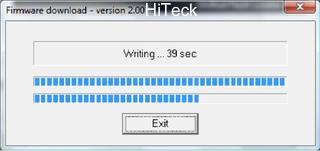 Firmware download - version 2.00
HiTeck
Writing ... 39 sec
Exit